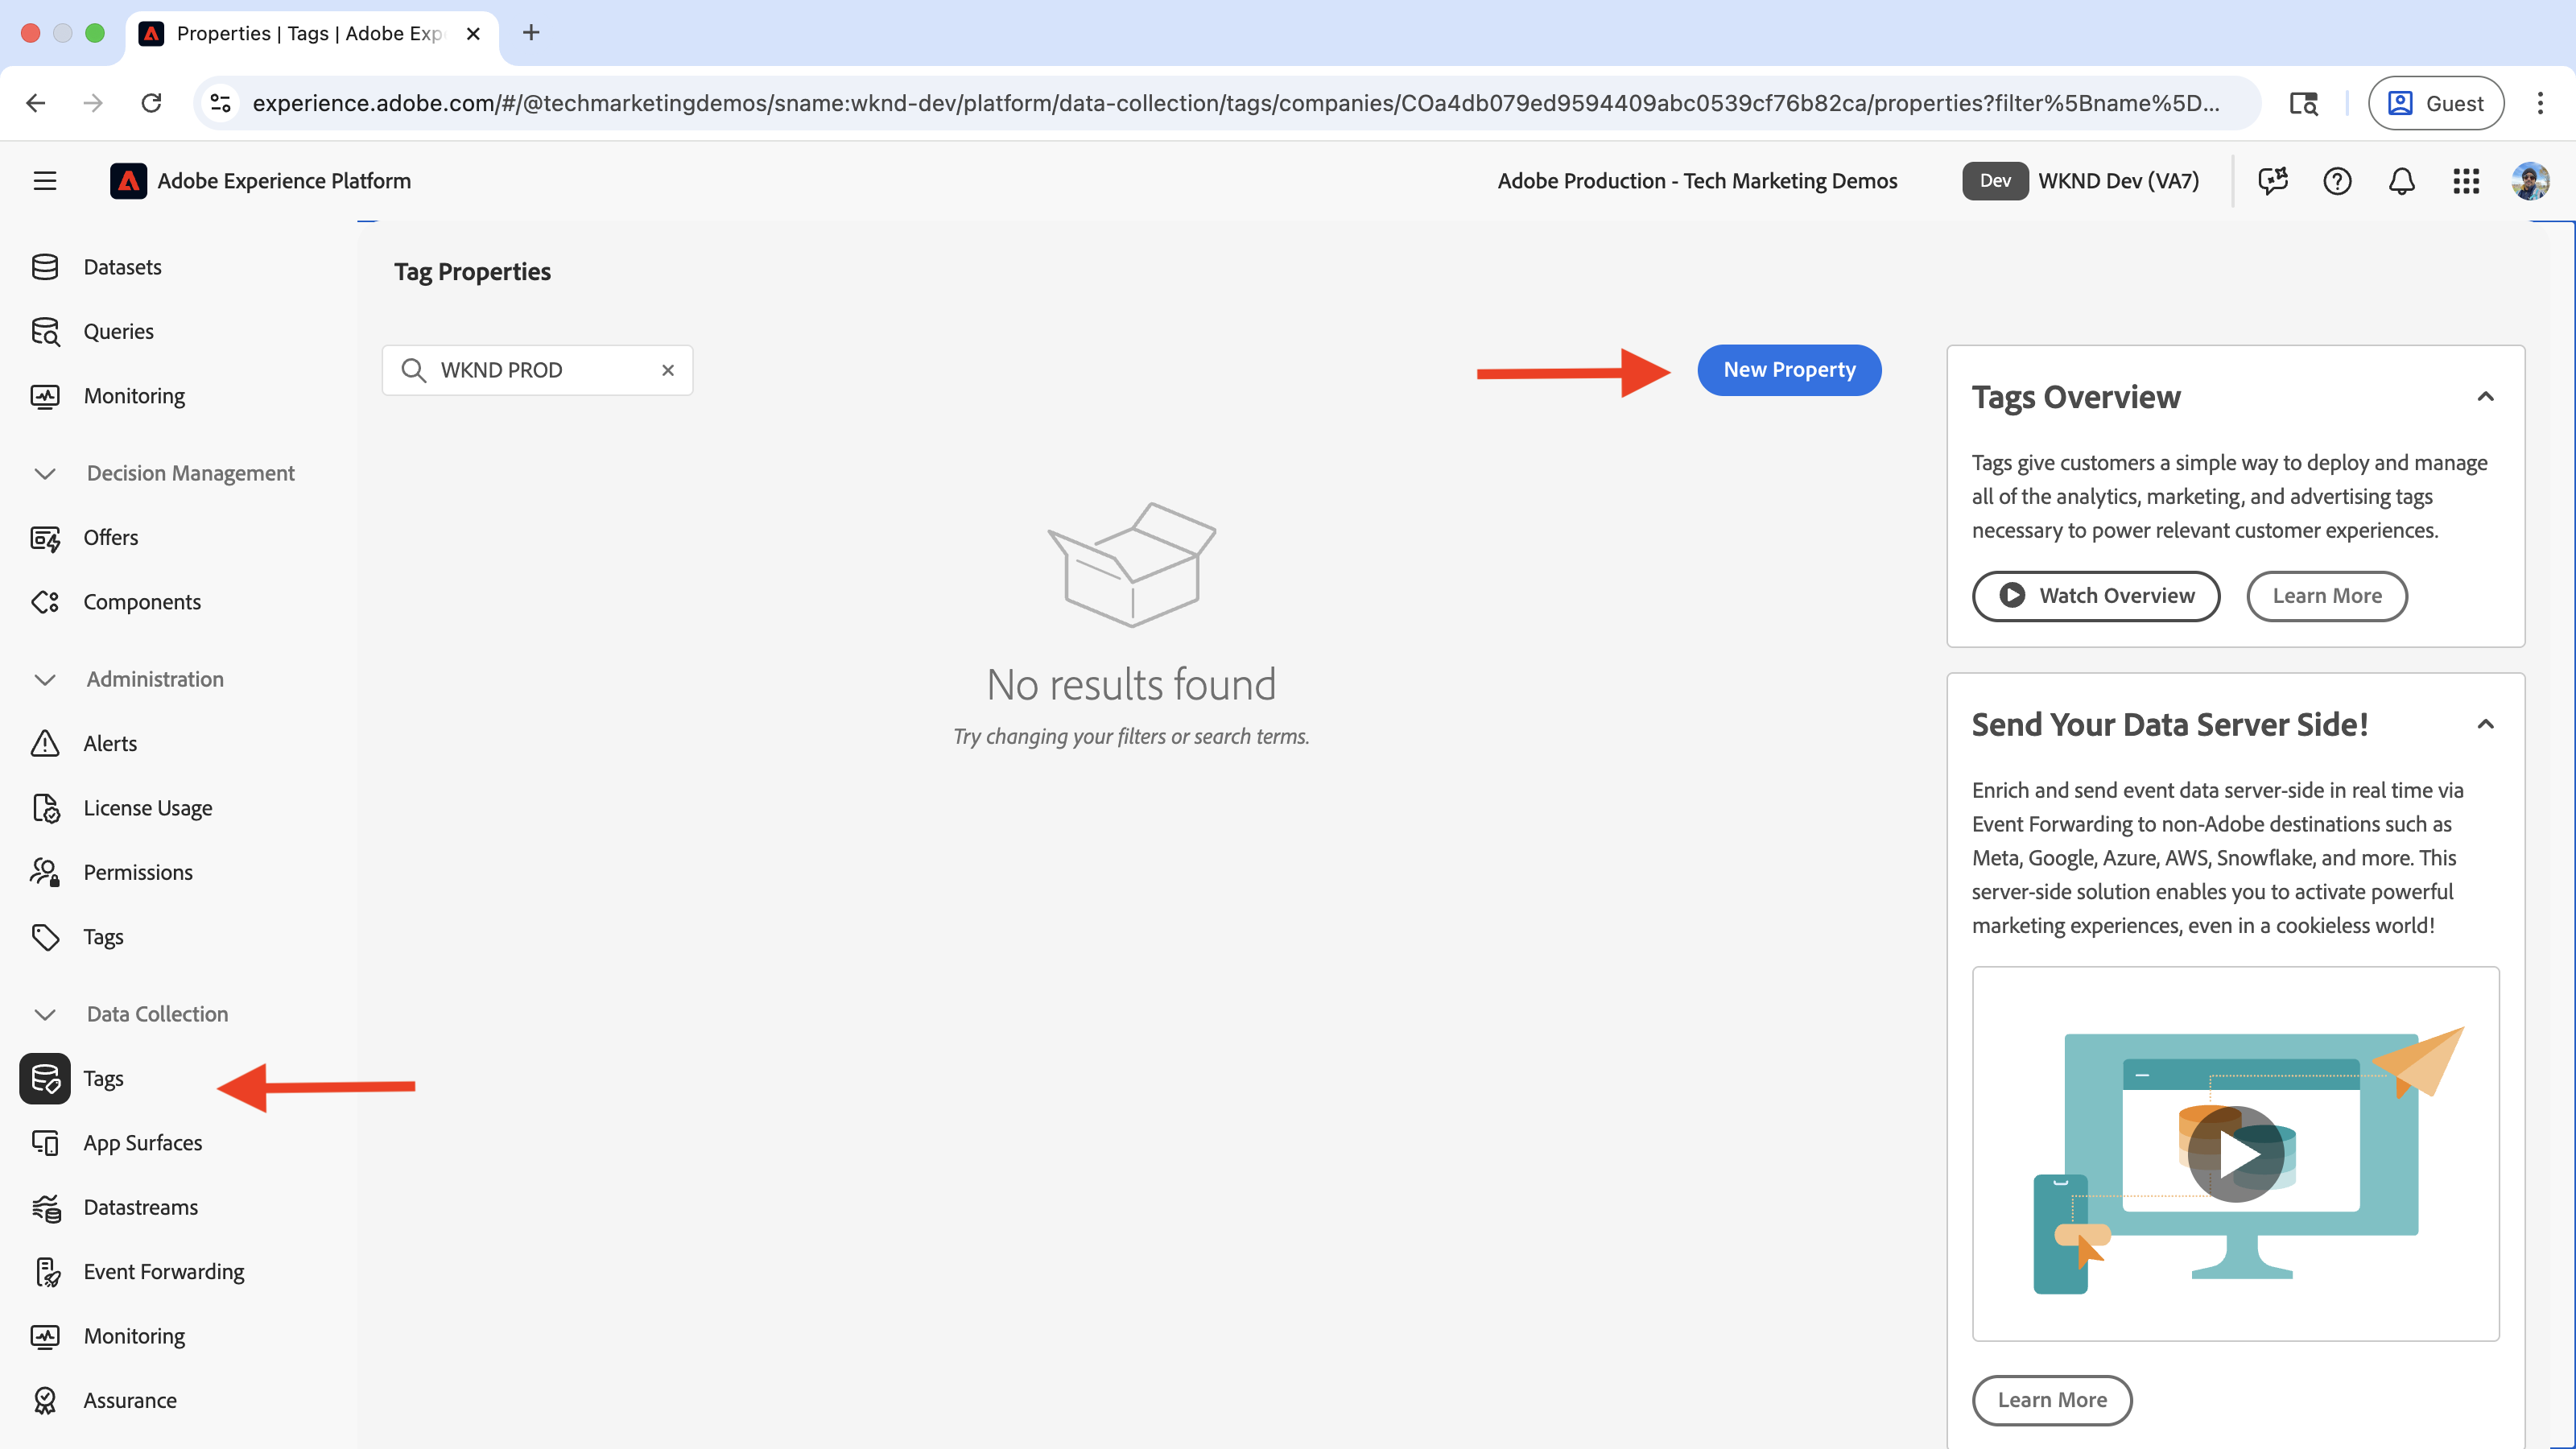 Properties | Tags | Adobe Exp
experience.adobe.com/#/@techmarketingdemos/sname:wknd-dev/platform/data-collection/tags/companies/COa4db079ed9594409abc0539cf76b82ca/properties?filter%5Bname%5D...
Guest
Adobe Experience Platform
Adobe Production - Tech Marketing Demos
Dev
WKND Dev (VA7)
Datasets
Queries
Monitoring
Decision Management
Offers
Components
Administration
Alerts
License Usage
Permissions
Tags
Data Collection
Tags
App Surfaces
Datastreams
Event Forwarding
Monitoring
Assurance
Tag Properties
WKND PROD
New Property
No results found
Try changing your filters or search terms.
Tags Overview
Tags give customers a simple way to deploy and manage
all of the analytics, marketing, and advertising tags
necessary to power relevant customer experiences.
Watch Overview
Learn More
Send Your Data Server Side!
Enrich and send event data server-side in real time via
Event Forwarding to non-Adobe destinations such as
Meta, Google, Azure, AWS, Snowflake, and more. This
server-side solution enables you to activate powerful
marketing experiences, even in a cookieless world!
Learn More